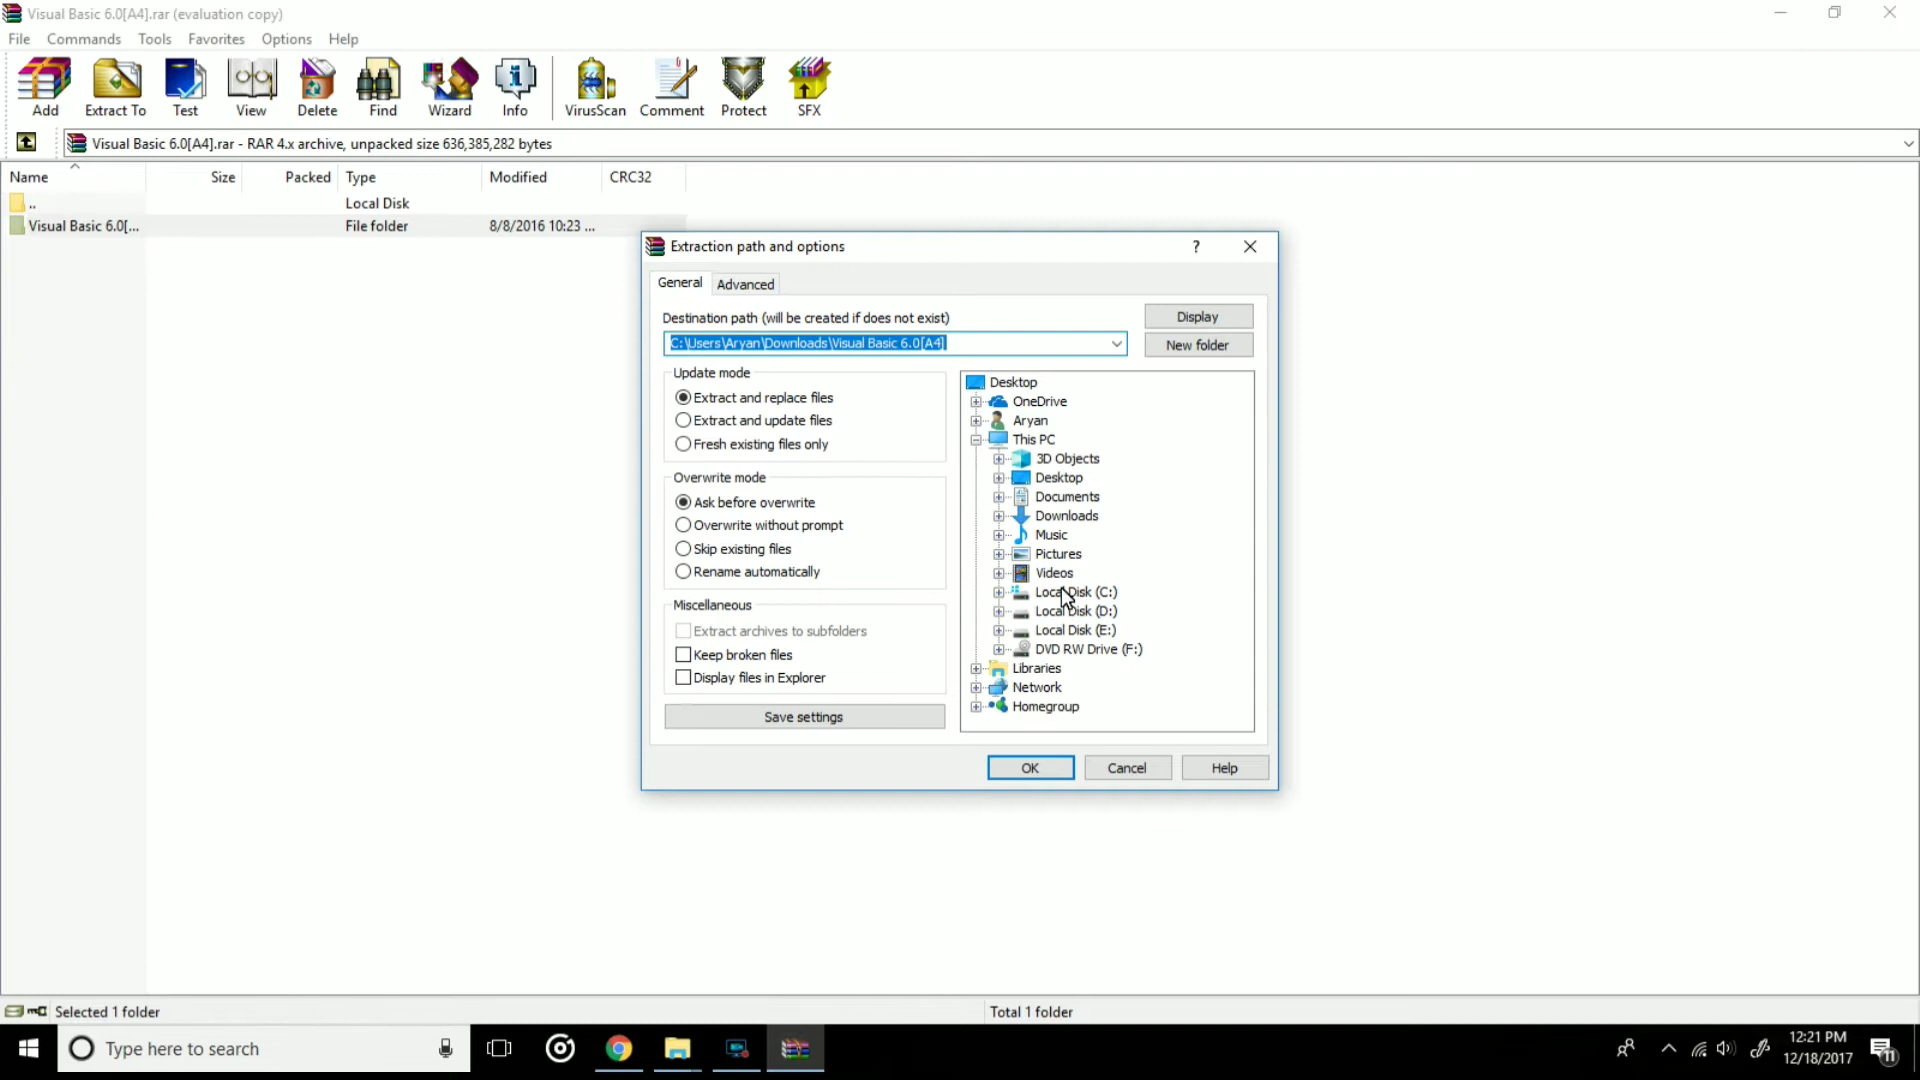 Visual Basic 6.0[A4].rar (evaluation copy)
File Commands Tools Favorites Options Help
Add Extract To Test View Delete Find Wizard Info VirusScan Comment Protect SFX
Visual Basic 6.0[A4].rar - RAR 4.x archive, unpacked size 636,385,282 bytes
Name Size Packed Type Modified CRC32
.. Local Disk
Visual Basic 6.0[... File folder 8/8/2016 10:23 ...
Extraction path and options ?
General Advanced
Destination path (will be created if does not exist)
Display
C:\Users\Aryan\Downloads\Visual Basic 6.0[A4]
New folder
Update mode
Extract and replace files
Extract and update files
Fresh existing files only
Overwrite mode
Ask before overwrite
Overwrite without prompt
Skip existing files
Rename automatically
Miscellaneous
Extract archives to subfolders
Keep broken files
Display files in Explorer
Save settings
Desktop
OneDrive
Aryan
This PC
3D Objects
Desktop
Documents
Downloads
Music
Pictures
Videos
Local Disk (C:)
Local Disk (D:)
Local Disk (E:)
DVD RW Drive (F:)
Libraries
Network
Homegroup
OK Cancel Help
Selected 1 folder Total 1 folder
Type here to search
12:21 PM
12/18/2017
11